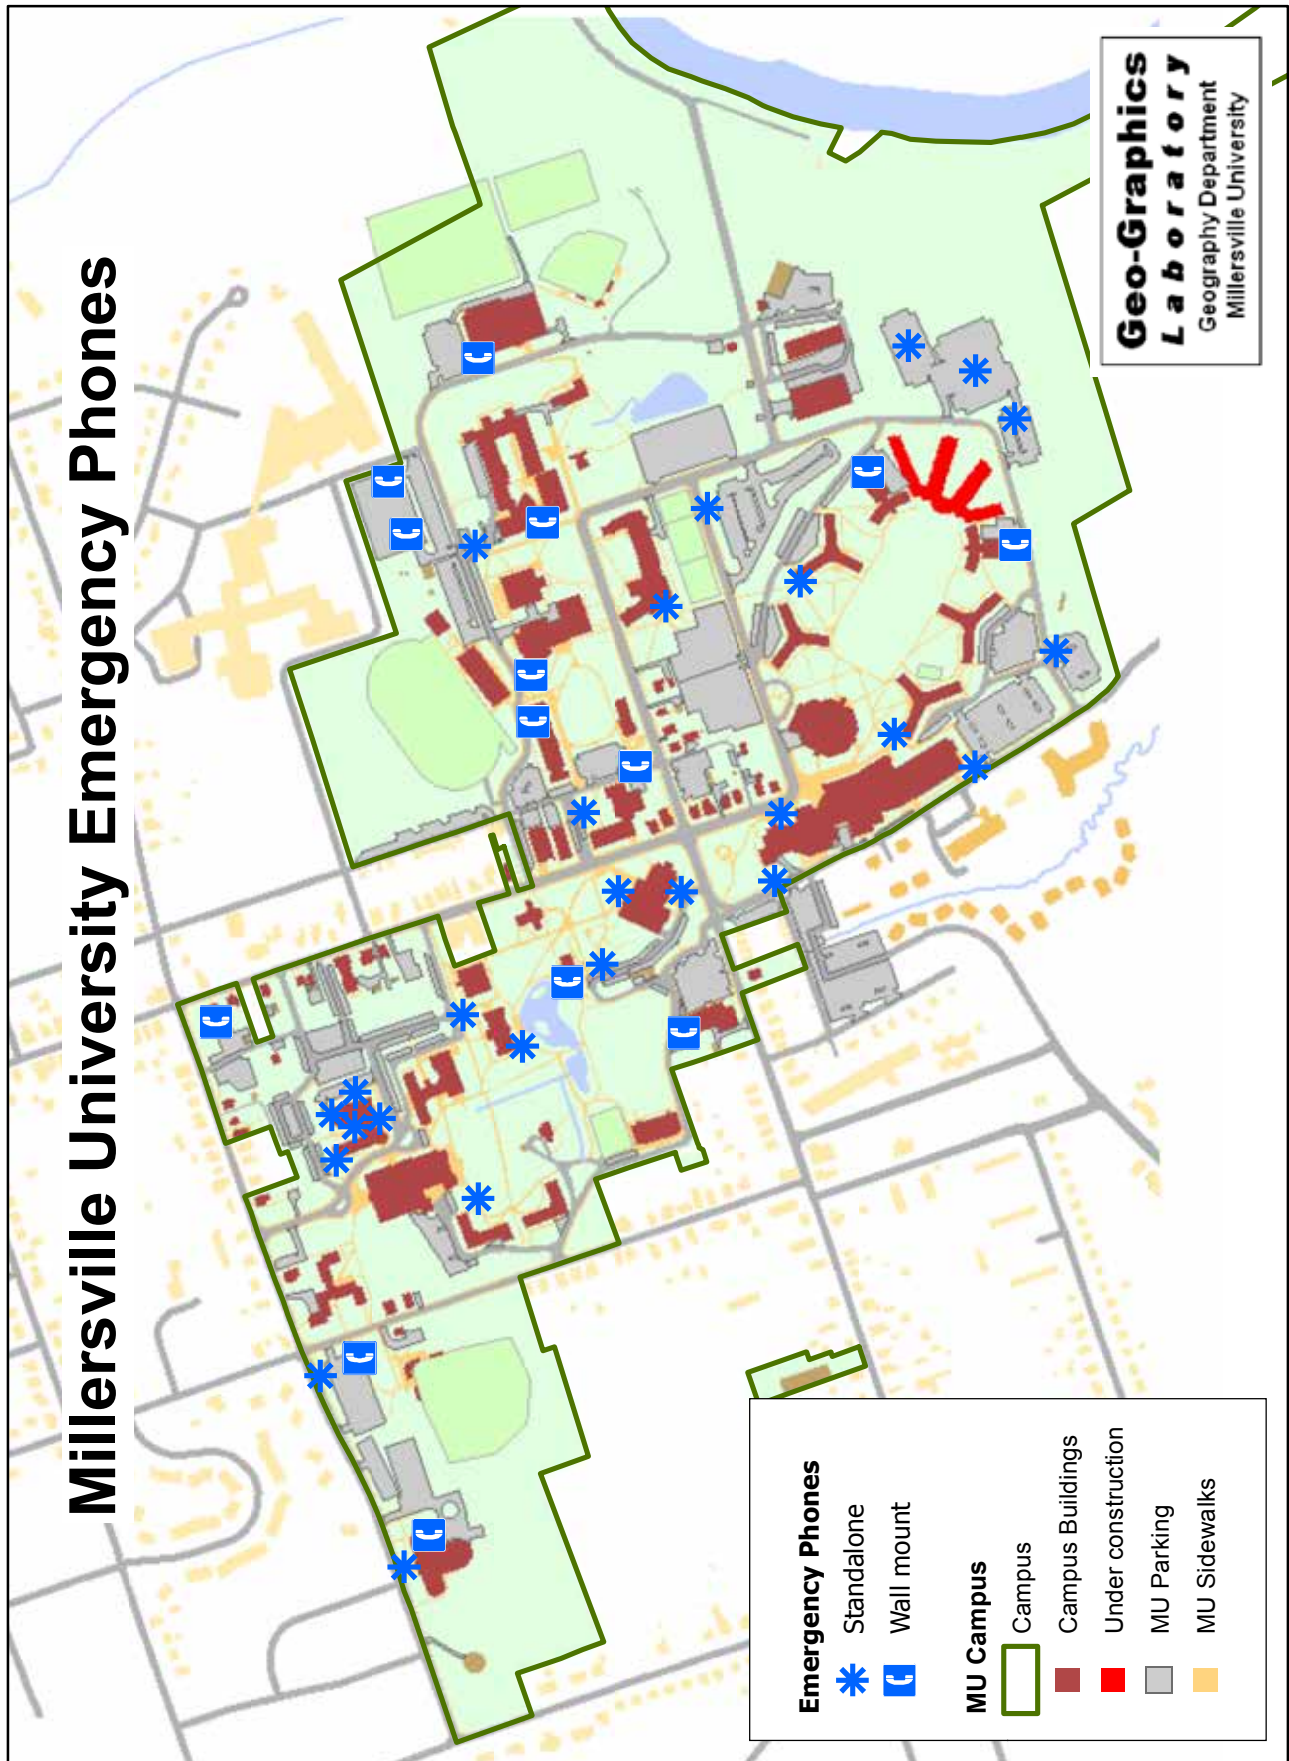 Millersville University Emergency Phones
Geo-Graphics
Laboratory
Geography Department
Millersville University
Emergency Phones
Standalone
Wall mount
MU Campus
Campus
Campus Buildings
Under construction
MU Parking
MU Sidewalks